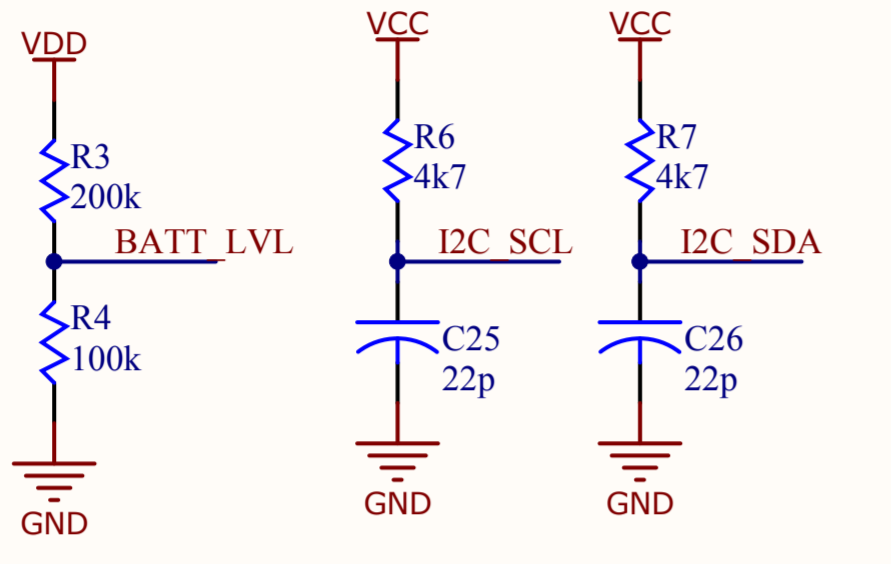 VDD
R3
200k
BATT_LVL
R4
100k
GND
VCC
R6
4k7
I2C_SCL
C25
22p
GND
VCC
R7
4k7
I2C_SDA
C26
22p
GND